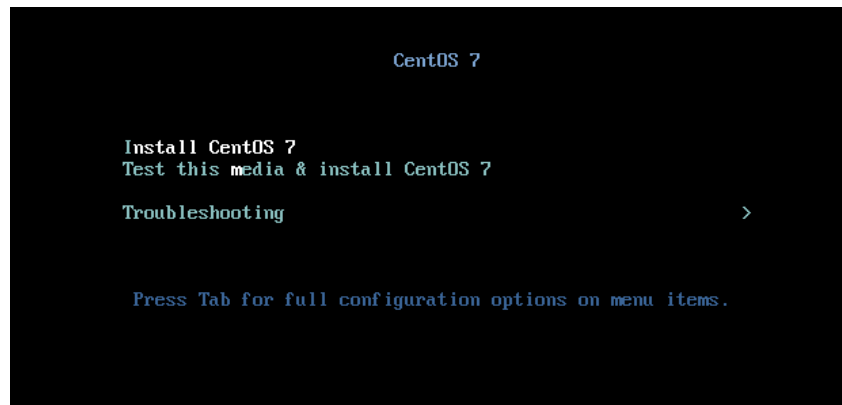 CentOS 7
Install CentOS 7
Test this media & install CentOS 7
Troubleshooting >
Press Tab for full configuration options on menu items.